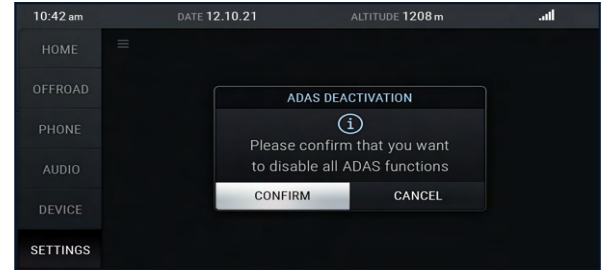 10:42 am DATE 12.10.21 ALTITUDE 1208 m
HOME
OFFROAD
PHONE
AUDIO
DEVICE
SETTINGS
ADAS DEACTIVATION
i
Please confirm that you want
to disable all ADAS functions
CONFIRM CANCEL